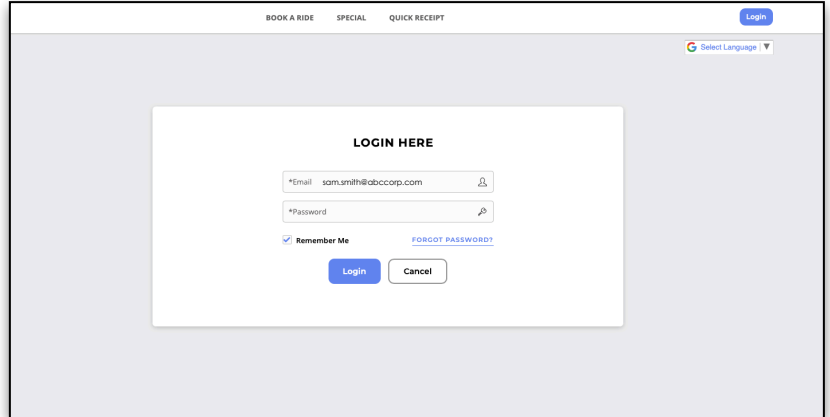 BOOK A RIDE SPECIAL QUICK RECEIPT Login
Select Language ▼
LOGIN HERE
*Email sam.smith@abccorp.com
*Password
Remember Me FORGOT PASSWORD?
Login Cancel